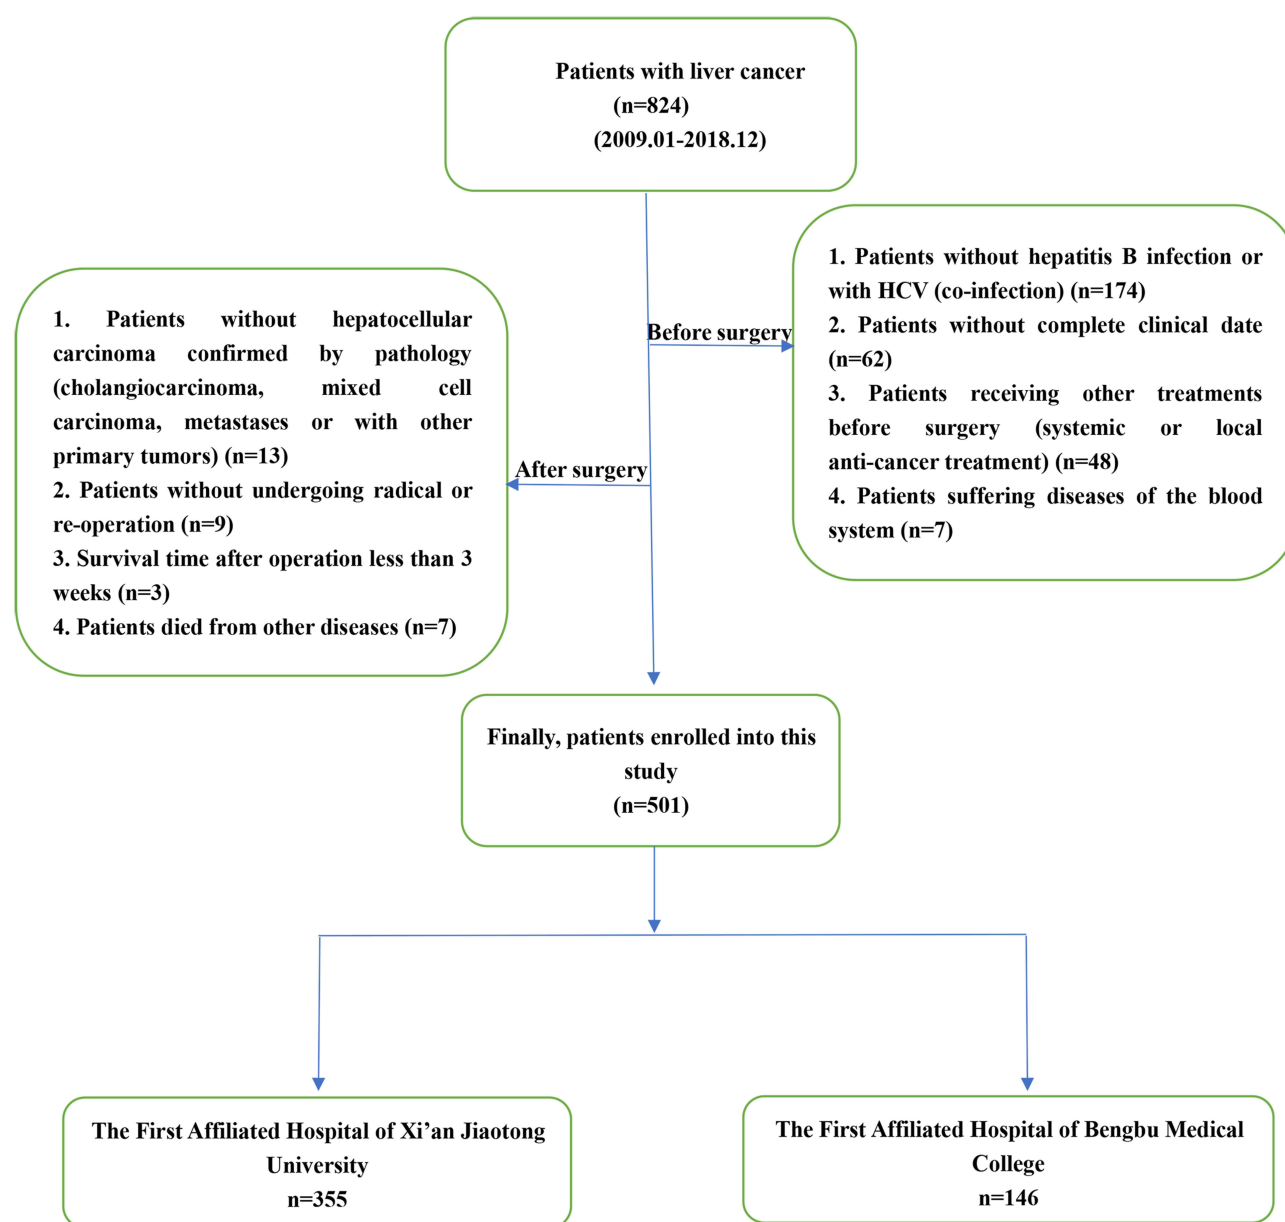 Patients with liver cancer
(n=824)
(2009.01-2018.12)
Before surgery
1. Patients without hepatitis B infection or
with HCV (co-infection) (n=174)
2. Patients without complete clinical date
(n=62)
3. Patients receiving other treatments
before surgery (systemic or local
anti-cancer treatment) (n=48)
4. Patients suffering diseases of the blood
system (n=7)
After surgery
1. Patients without hepatocellular
carcinoma confirmed by pathology
(cholangiocarcinoma, mixed cell
carcinoma, metastases or with other
primary tumors) (n=13)
2. Patients without undergoing radical or
re-operation (n=9)
3. Survival time after operation less than 3
weeks (n=3)
4. Patients died from other diseases (n=7)
Finally, patients enrolled into this
study
(n=501)
The First Affiliated Hospital of Xi’an Jiaotong
University
n=355
The First Affiliated Hospital of Bengbu Medical
College
n=146